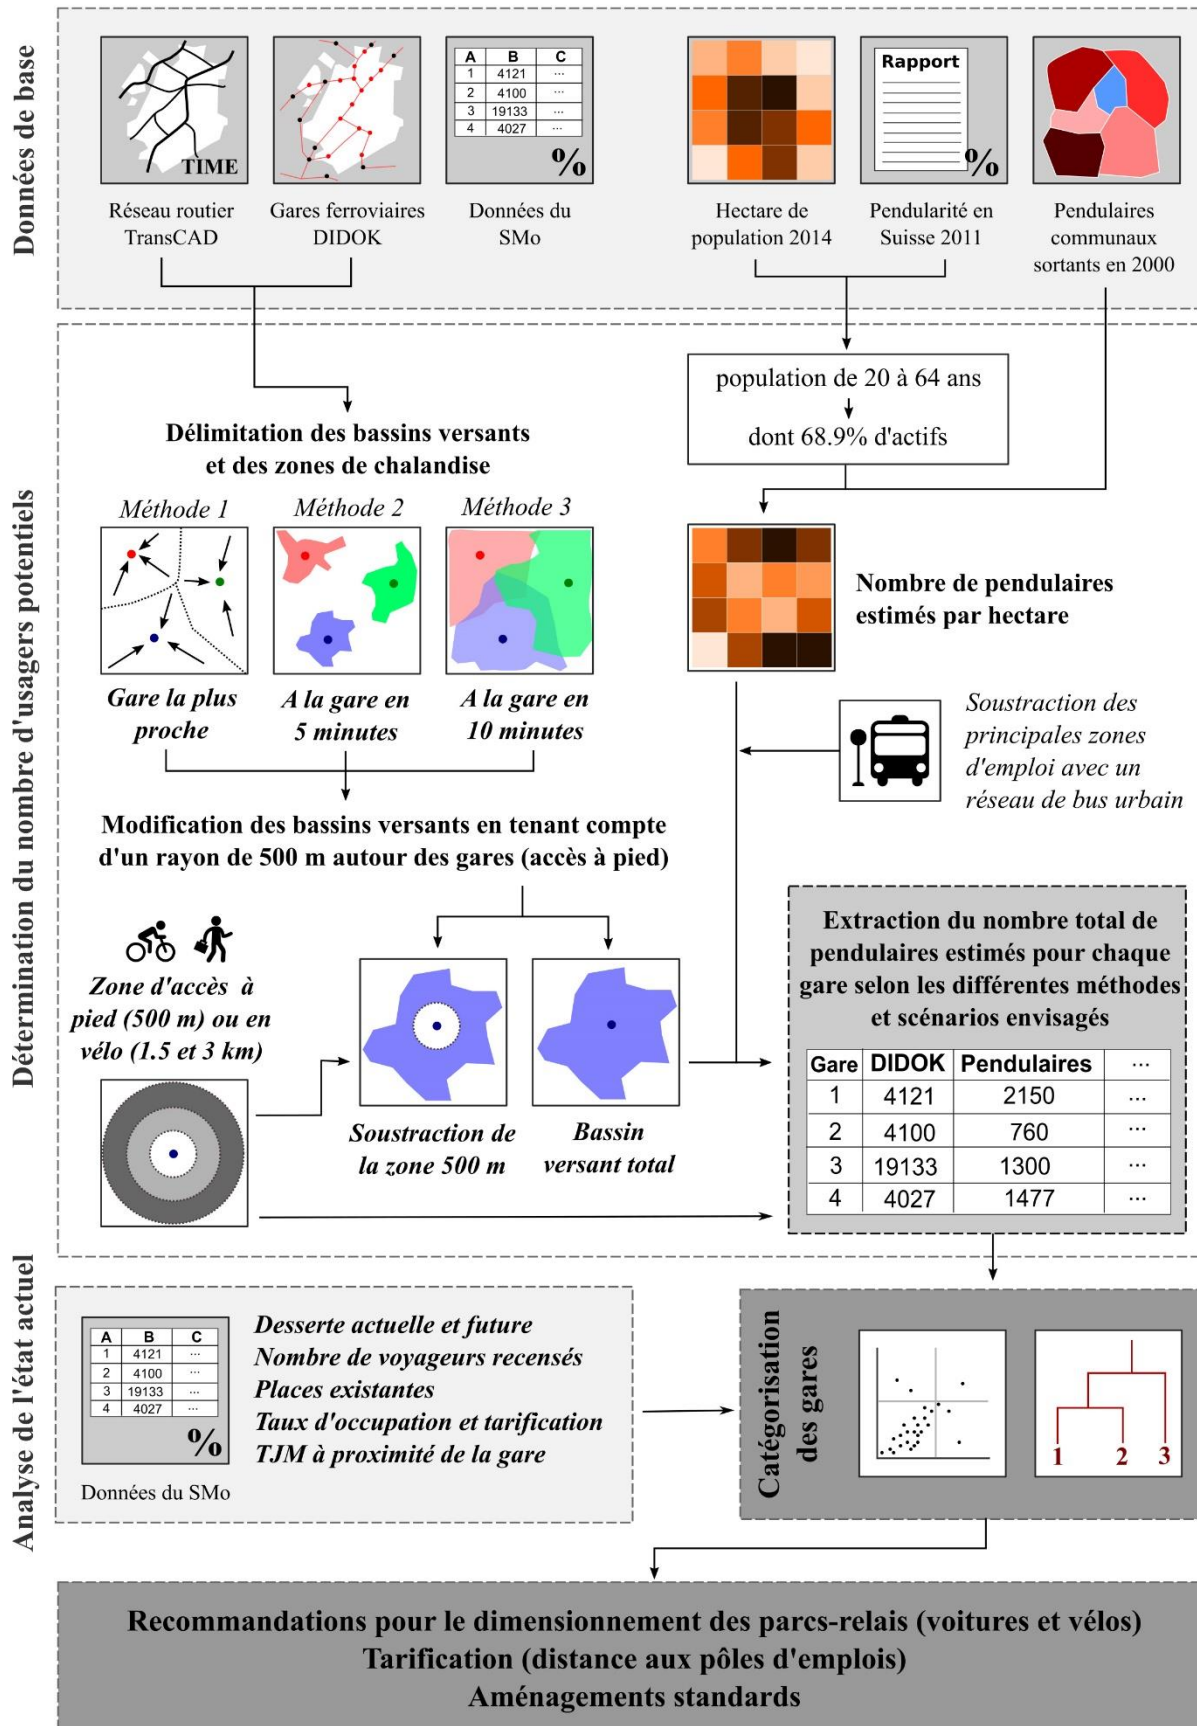 Données de base
TIME
Réseau routier
TransCAD
Gares ferroviaires
DIDOK
A B C
1 4121 ...
2 4100 ...
3 19133 ...
4 4027 ...
%
Données du
SMo
Hectare de
population 2014
Rapport
%
Pendularité en
Suisse 2011
Pendulaires
communaux
sortants en 2000
Détermination du nombre d'usagers potentiels
population de 20 à 64 ans
dont 68.9% d'actifs
Délimitation des bassins versants
et des zones de chalandise
Méthode 1
Méthode 2
Méthode 3
Gare la plus
proche
A la gare en
5 minutes
A la gare en
10 minutes
Nombre de pendulaires
estimés par hectare
Soustraction des
principales zones
d'emploi avec un
réseau de bus urbain
Modification des bassins versants en tenant compte
d'un rayon de 500 m autour des gares (accès à pied)
Zone d'accès à
pied (500 m) ou en
vélo (1.5 et 3 km)
Soustraction de
la zone 500 m
Bassin
versant total
Extraction du nombre total de
pendulaires estimés pour chaque
gare selon les différentes méthodes
et scénarios envisagés
Gare DIDOK Pendulaires ...
1 4121 2150 ...
2 4100 760 ...
3 19133 1300 ...
4 4027 1477 ...
Analyse de l'état actuel
A B C
1 4121 ...
2 4100 ...
3 19133 ...
4 4027 ...
%
Données du SMo
Desserte actuelle et future
Nombre de voyageurs recensés
Places existantes
Taux d'occupation et tarification
TJM à proximité de la gare
Catégorisation
des gares
1 2 3
Recommandations pour le dimensionnement des parcs-relais (voitures et vélos)
Tarification (distance aux pôles d'emplois)
Aménagements standards